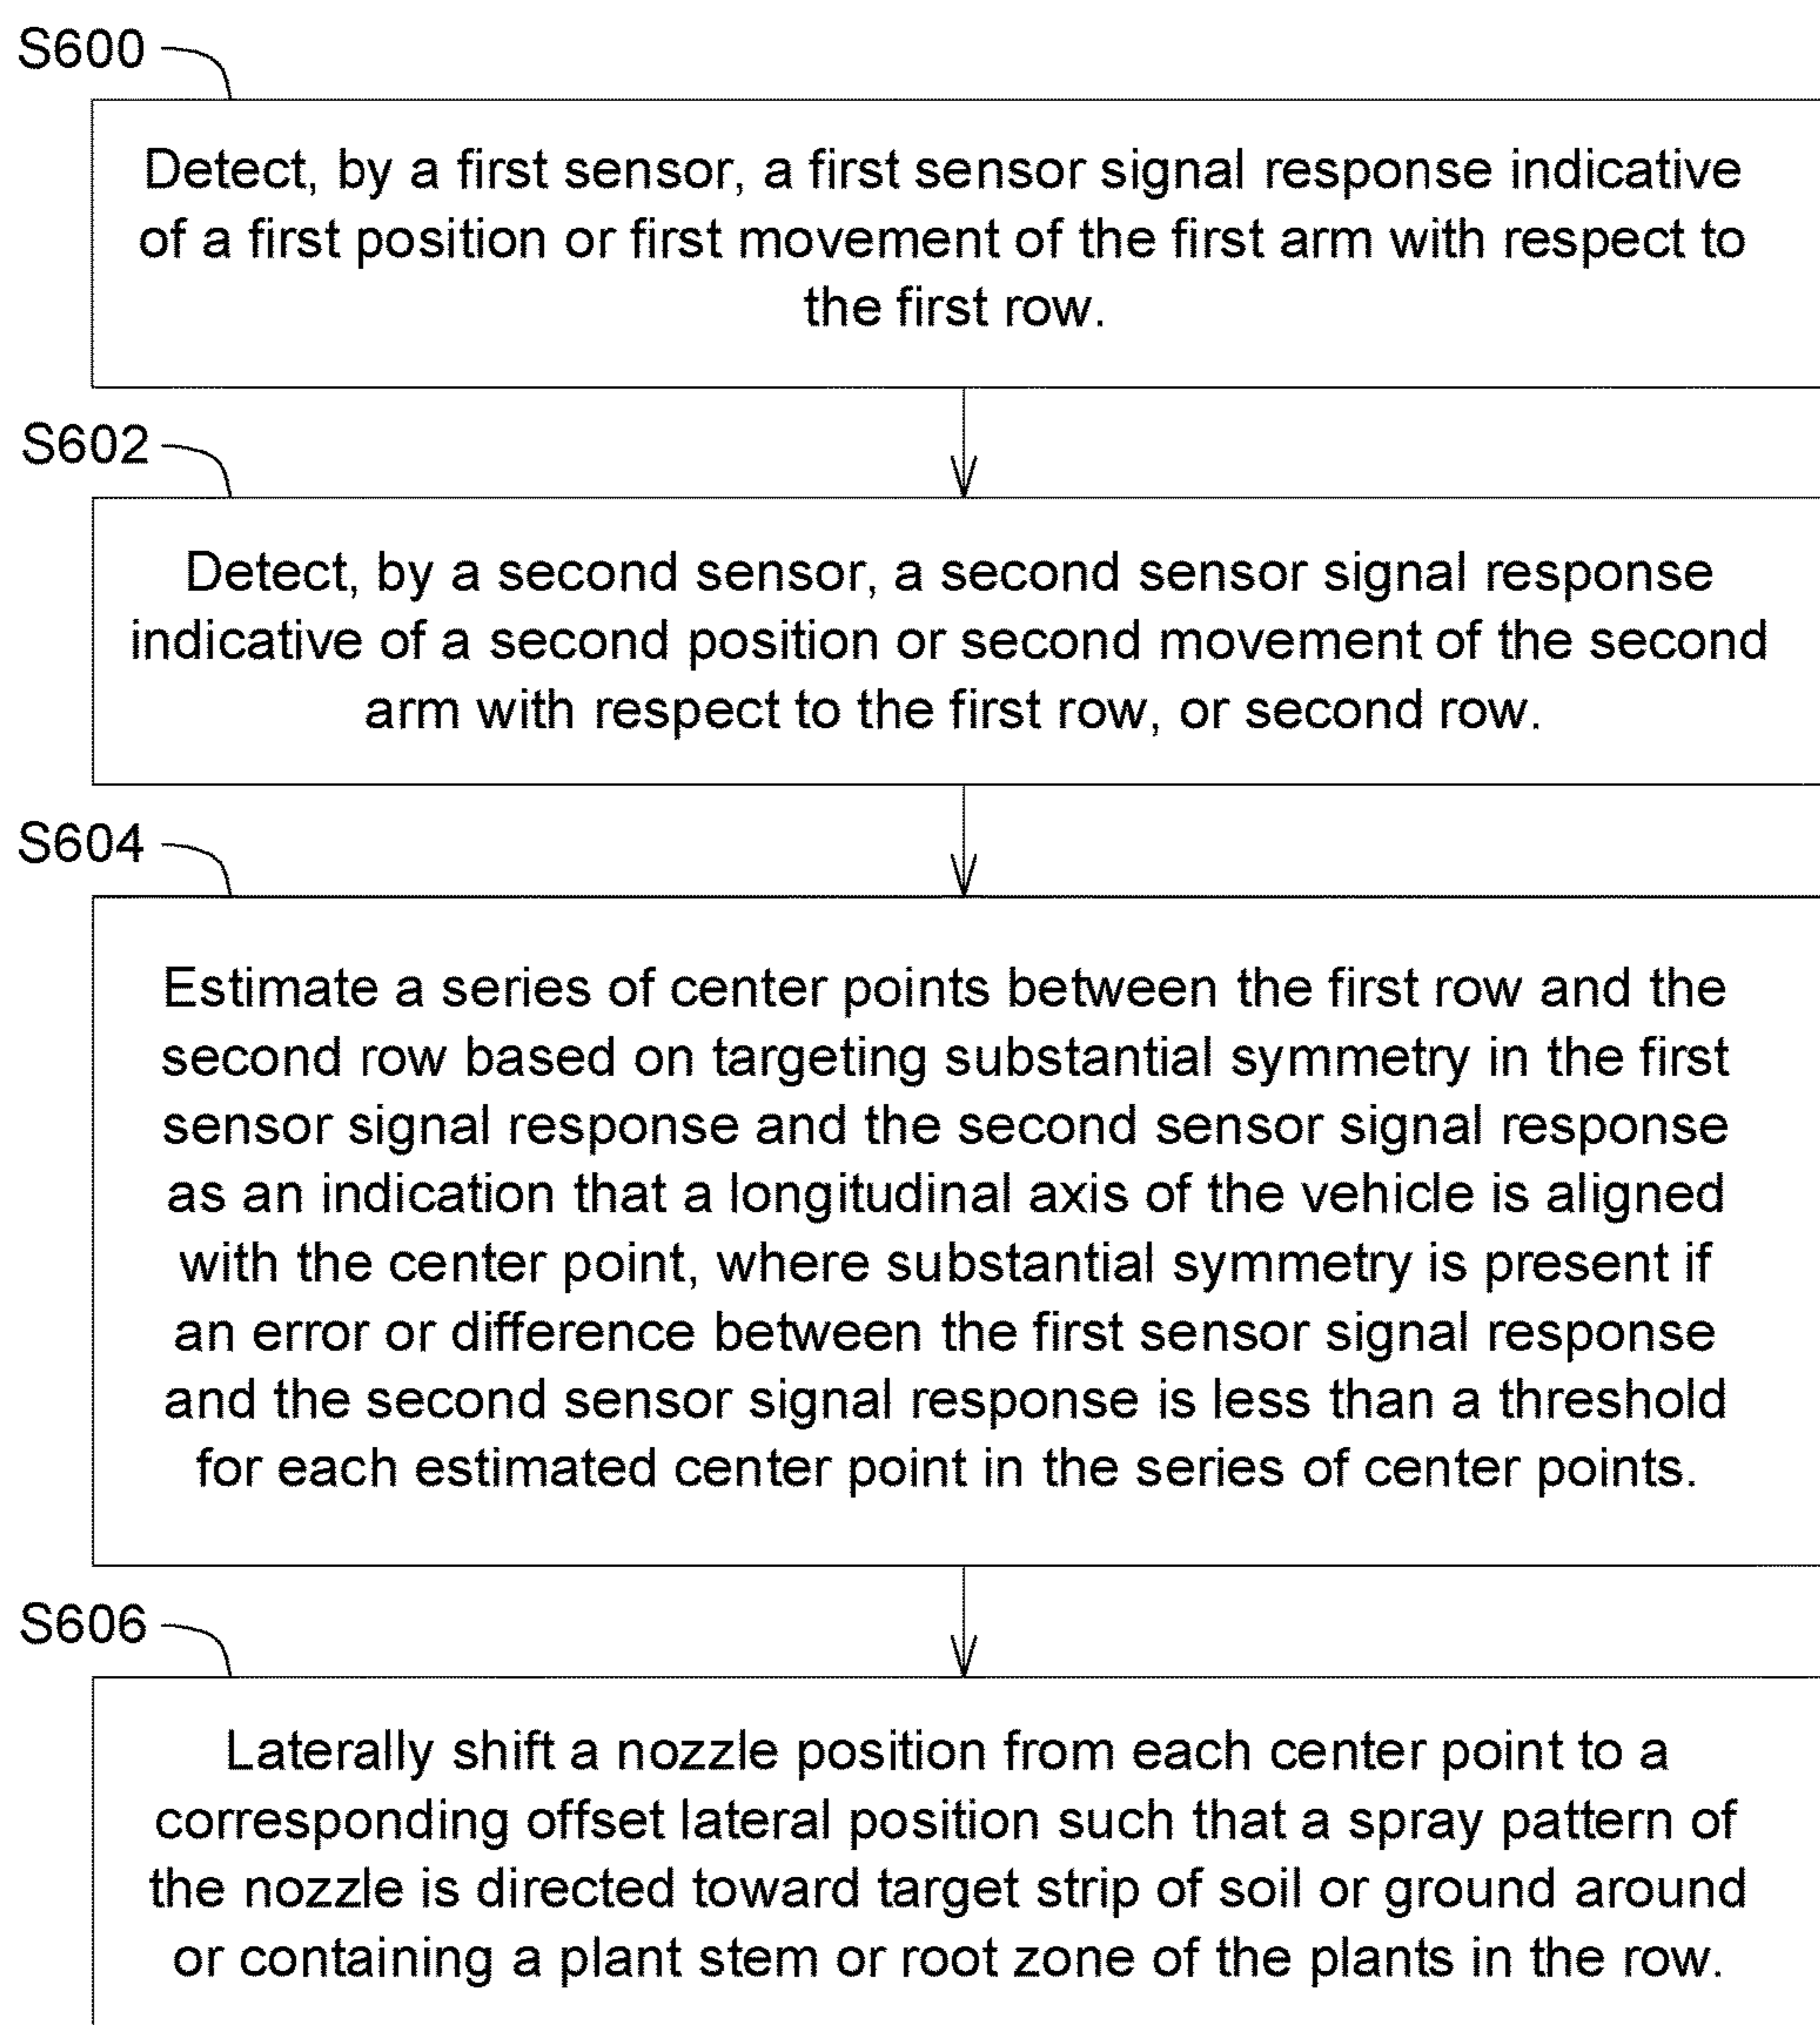 S600
Detect, by a first sensor, a first sensor signal response indicative
of a first position or first movement of the first arm with respect to
the first row.
S602
Detect, by a second sensor, a second sensor signal response
indicative of a second position or second movement of the second
arm with respect to the first row, or second row.
S604
Estimate a series of center points between the first row and the
second row based on targeting substantial symmetry in the first
sensor signal response and the second sensor signal response
as an indication that a longitudinal axis of the vehicle is aligned
with the center point, where substantial symmetry is present if
an error or difference between the first sensor signal response
and the second sensor signal response is less than a threshold
for each estimated center point in the series of center points.
S606
Laterally shift a nozzle position from each center point to a
corresponding offset lateral position such that a spray pattern of
the nozzle is directed toward target strip of soil or ground around
or containing a plant stem or root zone of the plants in the row.